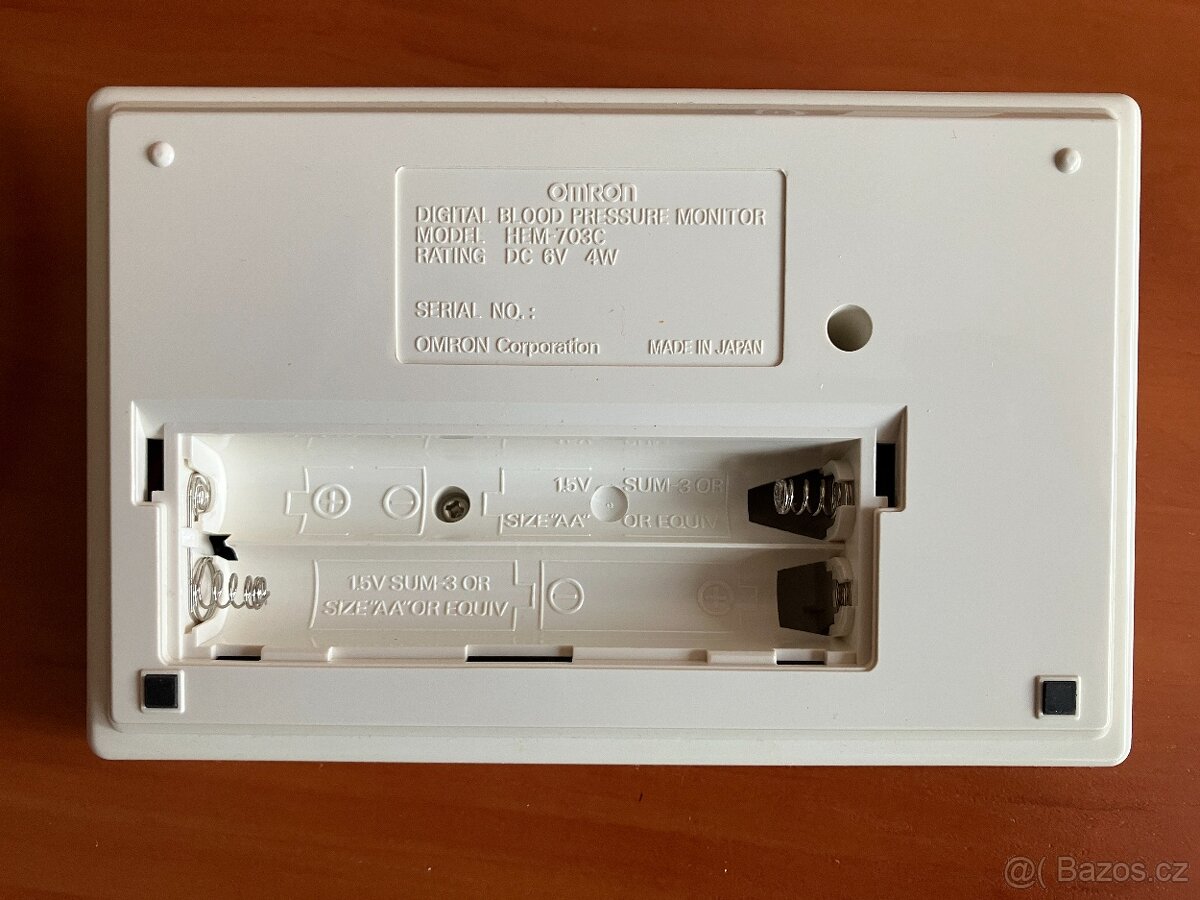 omron
DIGITAL BLOOD PRESSURE MONITOR
MODEL HEM-703C
RATING DC 6V 4W
SERIAL NO.:
OMRON Corporation MADE IN JAPAN
1.5V SUM-3 OR
SIZE"AA" OR EQUIV
1.5V SUM-3 OR
SIZE"AA"OR EQUIV
@( Bazos.cz